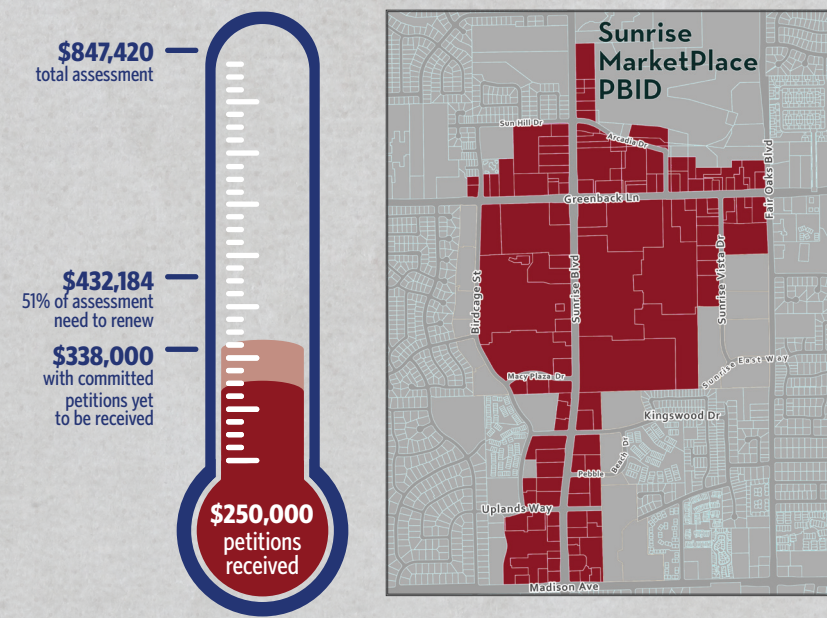 $847,420
total assessment
$432,184
51% of assessment
need to renew
$338,000
with committed
petitions yet
to be received
$250,000
petitions
received
Sunrise
MarketPlace
PBID
Sun Hill Dr
Arcadia Dr
Greenback Ln
Fair Oaks Blvd
Birdcage St
Sunrise Blvd
Sunrise Vista Dr
Macy Plaza Dr
Sunrise East Way
Kingswood Dr
Pebble Beach Dr
Uplands Way
Madison Ave